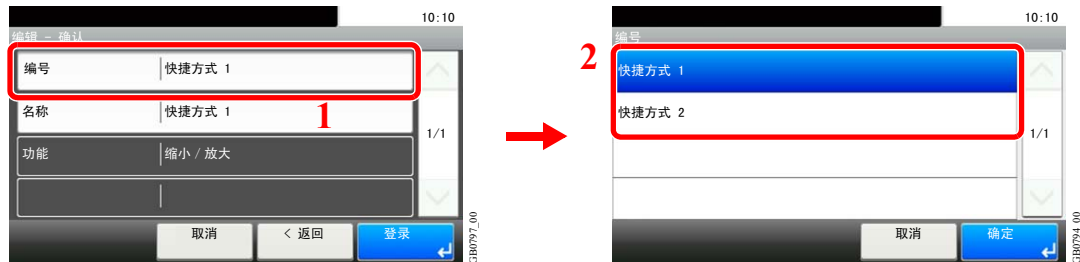 10:10
编辑 - 确认
编号 快捷方式 1
名称 快捷方式 1
1
1/1
功能 缩小 / 放大
取消 < 返回 登录
GB0797_00
10:10
编号
2
快捷方式 1
快捷方式 2
1/1
取消 确定
GB0794_00